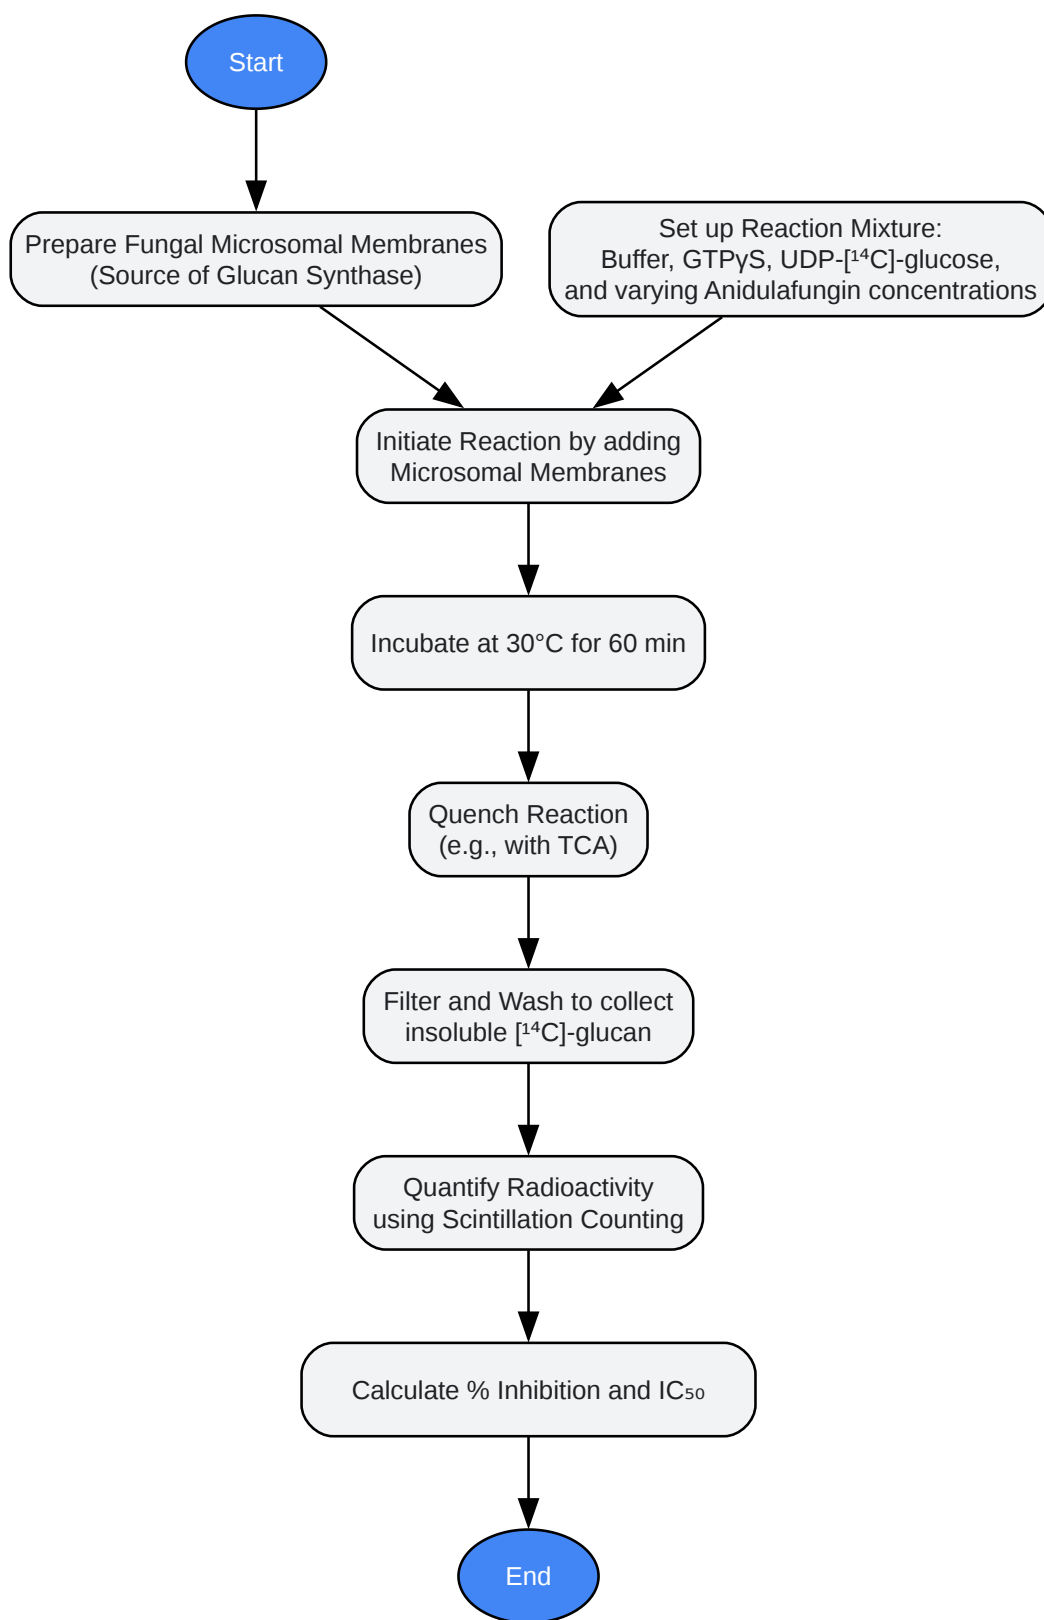 Start
Prepare Fungal Microsomal Membranes
(Source of Glucan Synthase)
Set up Reaction Mixture:
Buffer, GTPγS, UDP-[¹⁴C]-glucose,
and varying Anidulafungin concentrations
Initiate Reaction by adding
Microsomal Membranes
Incubate at 30°C for 60 min
Quench Reaction
(e.g., with TCA)
Filter and Wash to collect
insoluble [¹⁴C]-glucan
Quantify Radioactivity
using Scintillation Counting
Calculate % Inhibition and IC₅₀
End